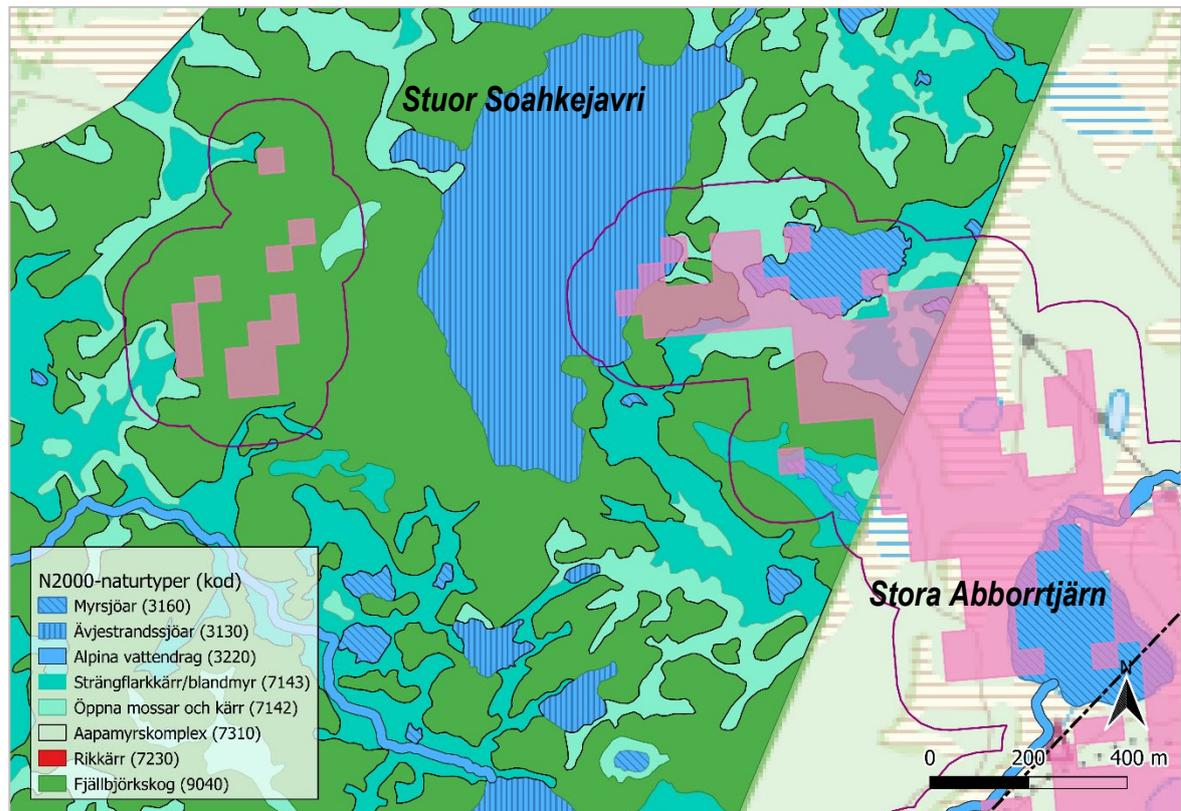 Stuor Soahkejavri
Stora Abborrtjärn
N2000-naturtyper (kod)
Myrsjöar (3160)
Ävjestrandssjöar (3130)
Alpina vattendrag (3220)
Strängflarkkärr/blandmyr (7143)
Öppna mossar och kärr (7142)
Aapamyrskomplex (7310)
Rikkärr (7230)
Fjällbjörkskog (9040)
N
0 200 400 m